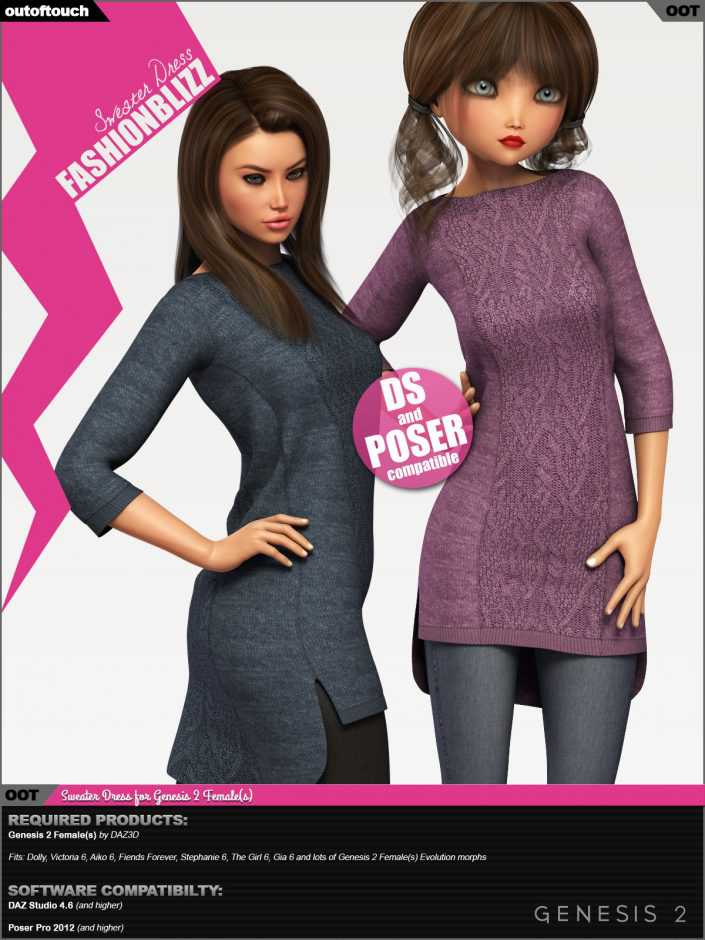 outoftouch
OOT
Sweater Dress
FASHIONBLIZZ
DS
and
POSER
compatible
OOT
Sweater Dress for Genesis 2 Female(s)
REQUIRED PRODUCTS:
Genesis 2 Female(s) by DAZ3D
Fits: Dolly, Victoria 6, Aiko 6, Fiends Forever, Stephanie 6, The Girl 6, Gia 6 and lots of Genesis 2 Female(s) Evolution morphs
SOFTWARE COMPATIBILTY:
DAZ Studio 4.6 (and higher)
Poser Pro 2012 (and higher)
GENESIS 2